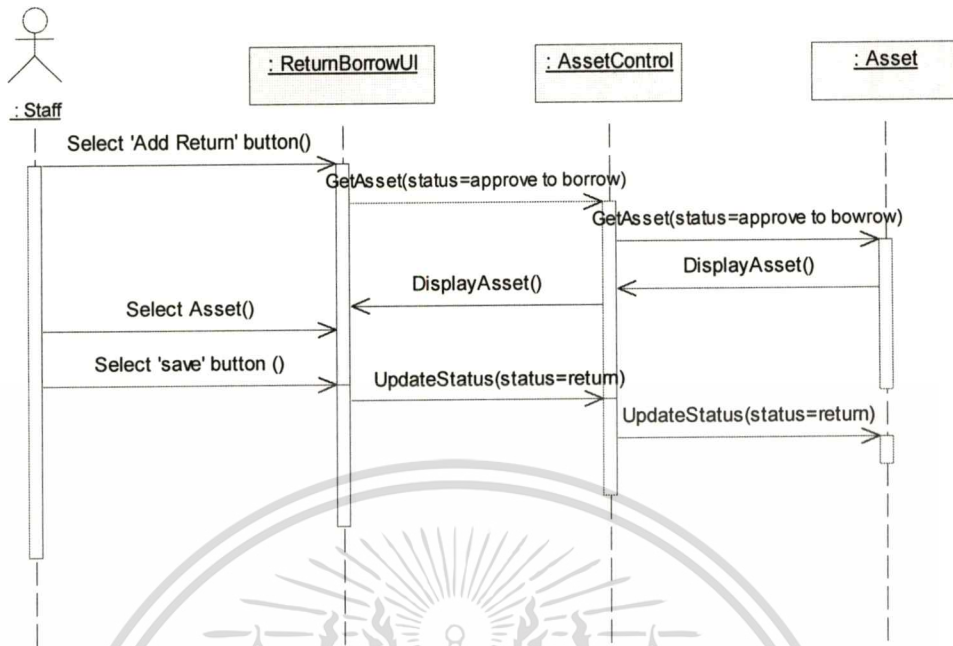 : ReturnBorrowUI
: AssetControl
: Asset
: Staff
Select 'Add Return' button()
GetAsset(status=approve to borrow)
GetAsset(status=approve to bowrow)
DisplayAsset()
DisplayAsset()
Select Asset()
Select 'save' button ()
UpdateStatus(status=return)
UpdateStatus(status=return)